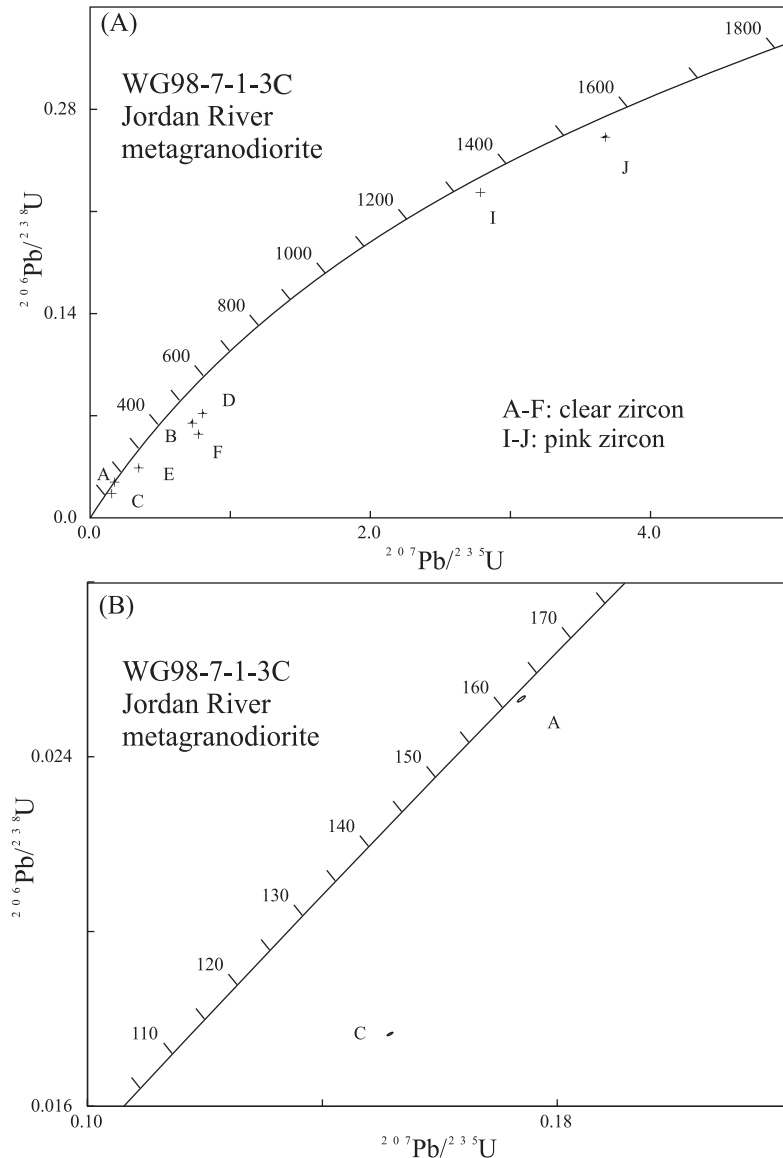 (A)
WG98-7-1-3C
Jordan River
metagranodiorite
1800
1600
1400
1200
1000
800
600
400
0.28
0.14
0.0
²⁰⁶Pb/²³⁸U
J
I
D
B
F
A
E
C
A-F: clear zircon
I-J: pink zircon
0.0
2.0
4.0
²⁰⁷Pb/²³⁵U
(B)
WG98-7-1-3C
Jordan River
metagranodiorite
170
160
150
140
130
120
110
A
C
0.024
0.016
²⁰⁶Pb/²³⁸U
0.10
0.18
²⁰⁷Pb/²³⁵U